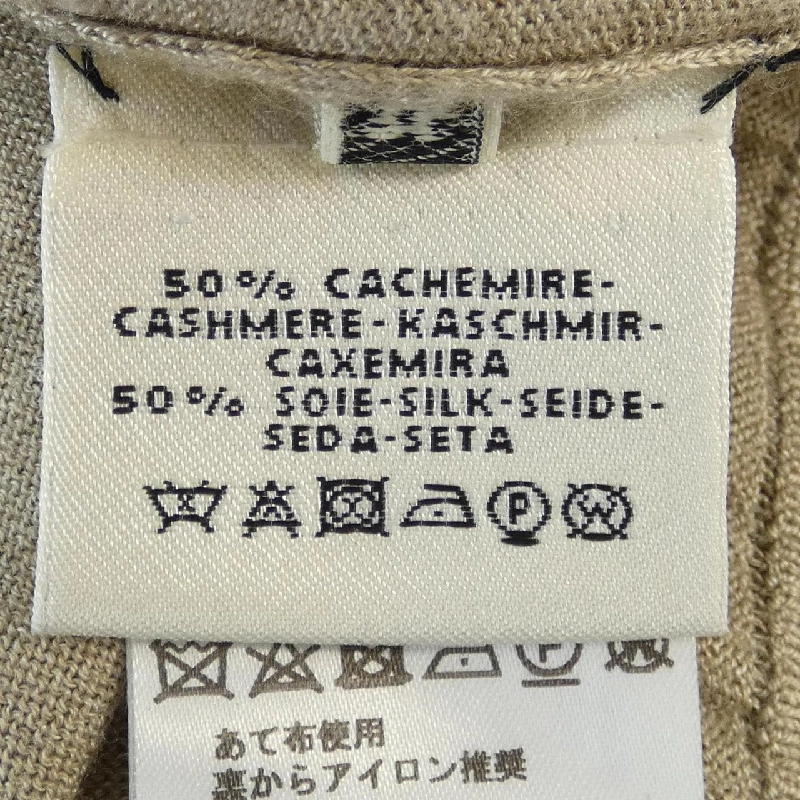 50% CACHEMIRE-
CASHMERE-KASCHMIR-
CAXEMIRA
50% SOIE-SILK-SEIDE-
SEDA-SETA
P W
P W
あて布使用
裏からアイロン推奨